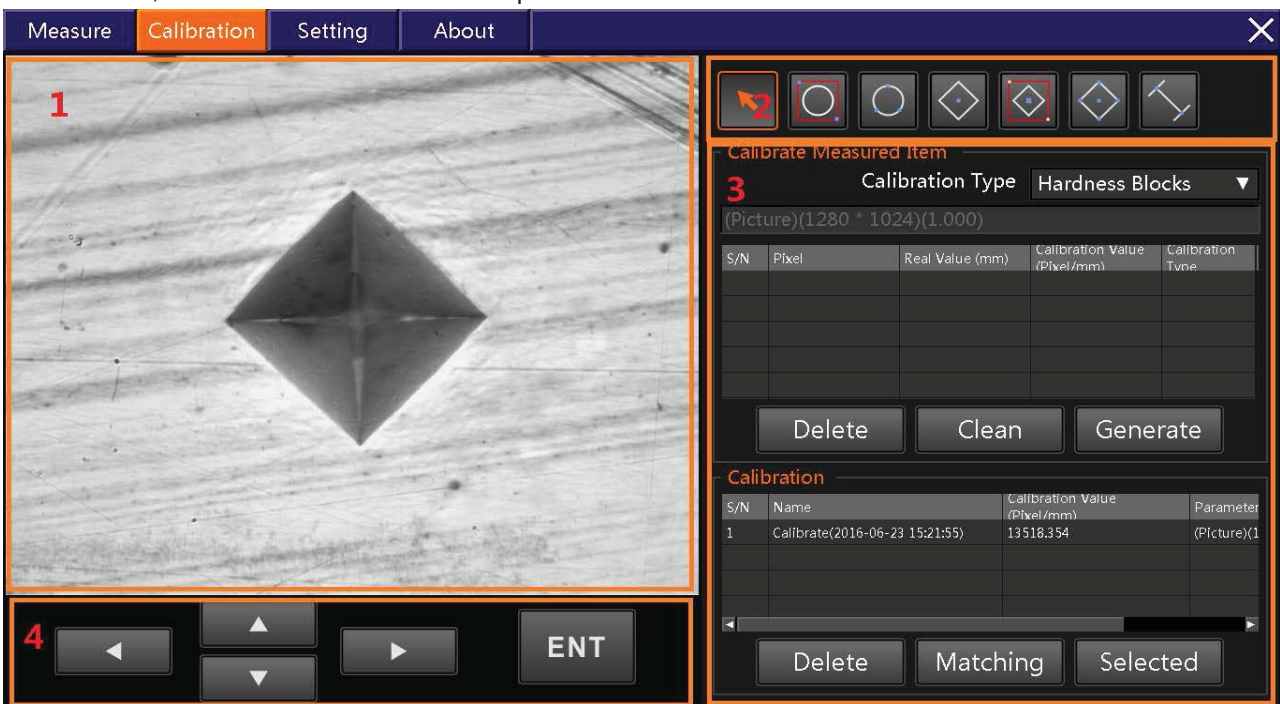 Measure Calibration Setting About
1
2
Calibrate Measured Item
3
Calibration Type Hardness Blocks
(Picture)(1280 * 1024)(1.000)
S/N Pixel Real Value (mm) Calibration Value (Pixel/mm) Calibration Type
Delete Clean Generate
Calibration
S/N Name Calibration Value (Pixel/mm) Parameter
1 Calibrate(2016-06-23 15:21:55) 13518.354 (Picture)(1
4
ENT
Delete Matching Selected